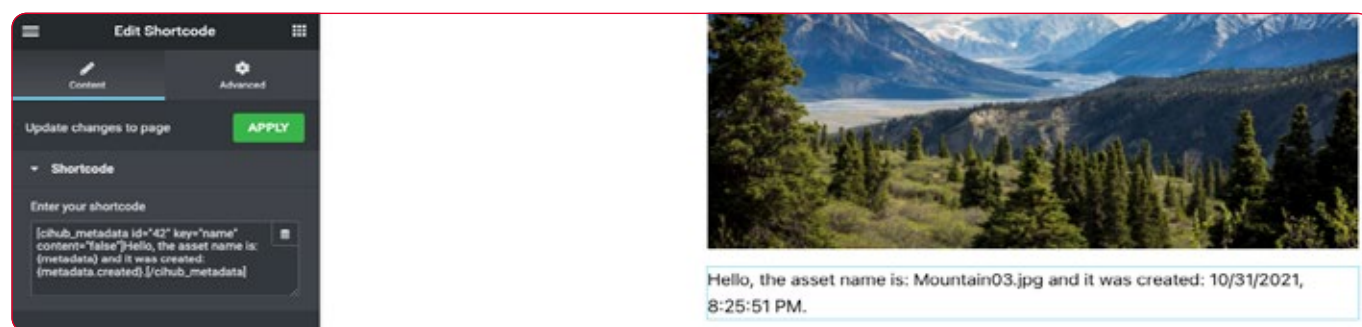 Edit Shortcode
Content
Advanced
Update changes to page
APPLY
Shortcode
Enter your shortcode
[cihub_metadata id="42" key="name"
content="false"]Hello, the asset name is:
{metadata} and it was created:
{metadata.created}.[/cihub_metadata]
Hello, the asset name is: Mountain03.jpg and it was created: 10/31/2021,
8:25:51 PM.